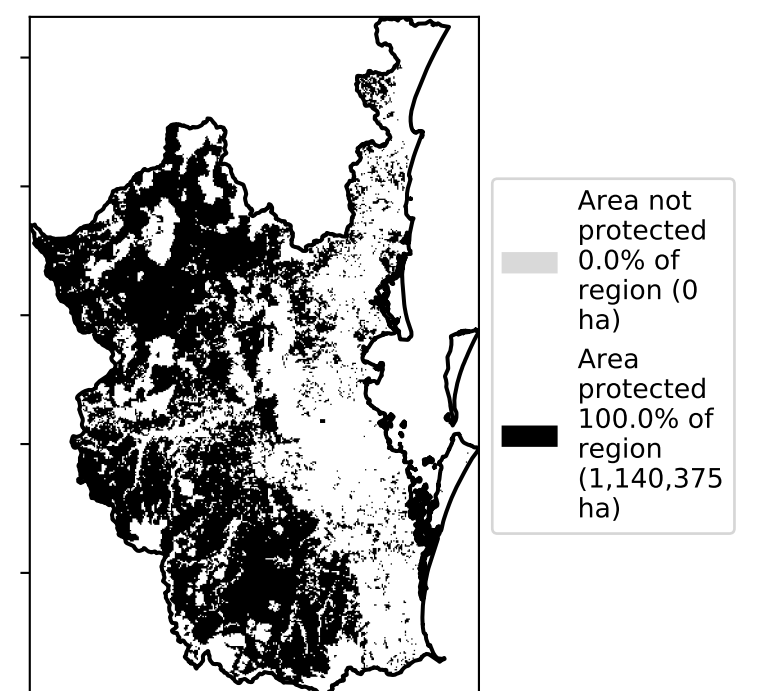 Area not
protected
0.0% of
region (0
ha)
Area
protected
100.0% of
region
(1,140,375
ha)